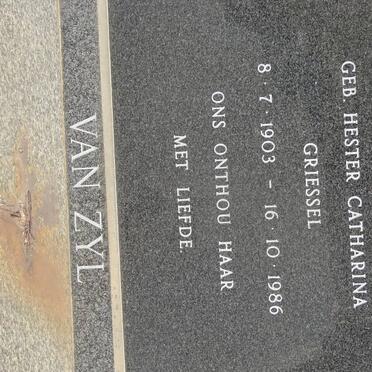 GEB. HESTER CATHARINA
GRIESSEL
8 · 7 · 1903 – 16 · 10 · 1986
ONS ONTHOU HAAR
MET LIEFDE.
VAN ZYL